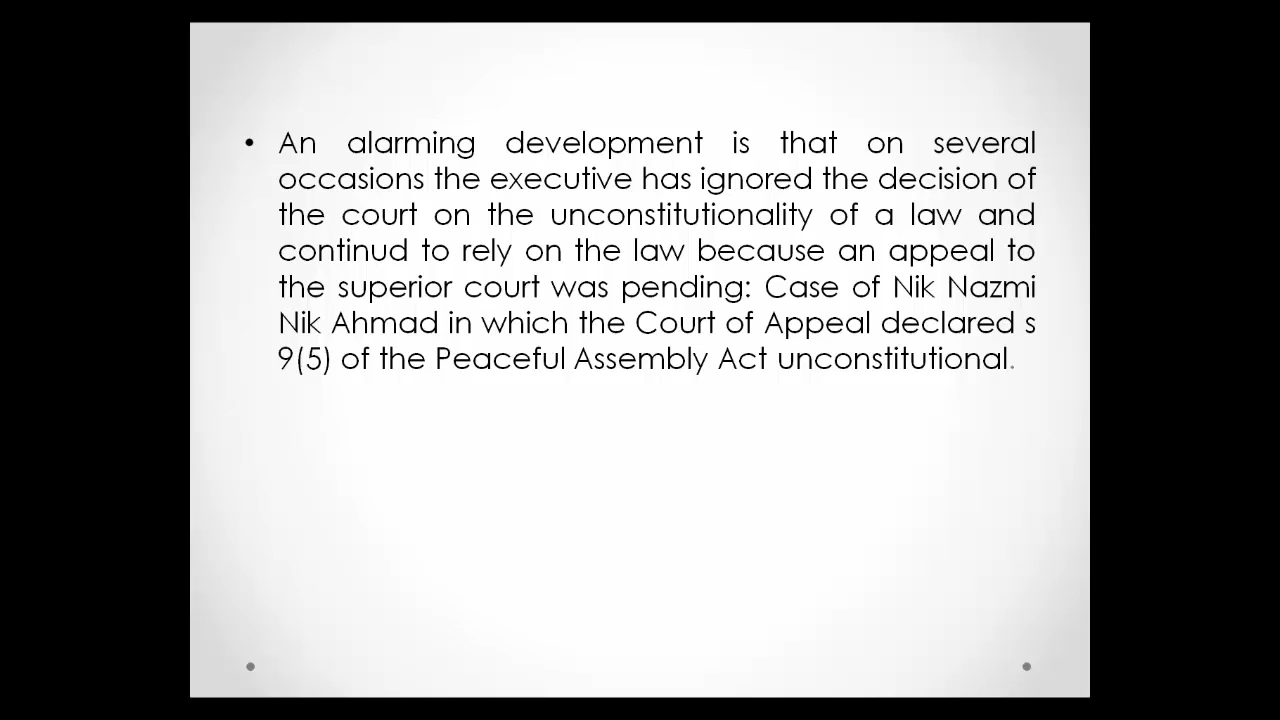 • An alarming development is that on several
occasions the executive has ignored the decision of
the court on the unconstitutionality of a law and
continud to rely on the law because an appeal to
the superior court was pending: Case of Nik Nazmi
Nik Ahmad in which the Court of Appeal declared s
9(5) of the Peaceful Assembly Act unconstitutional.